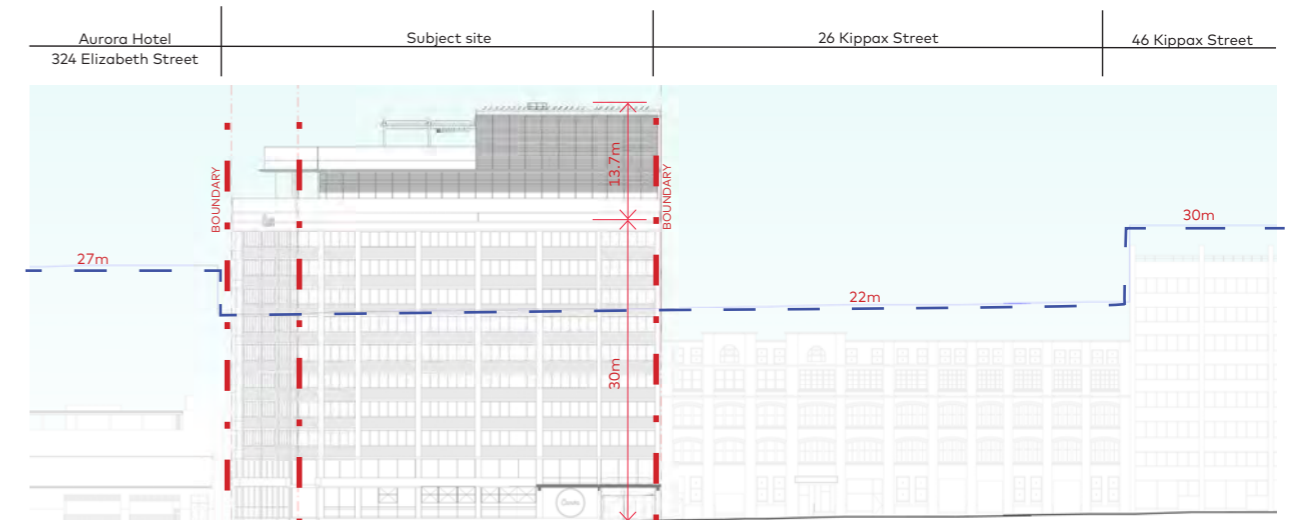 Aurora Hotel
324 Elizabeth Street
Subject site
26 Kippax Street
46 Kippax Street
BOUNDARY
13.7m
BOUNDARY
27m
30m
22m
30m